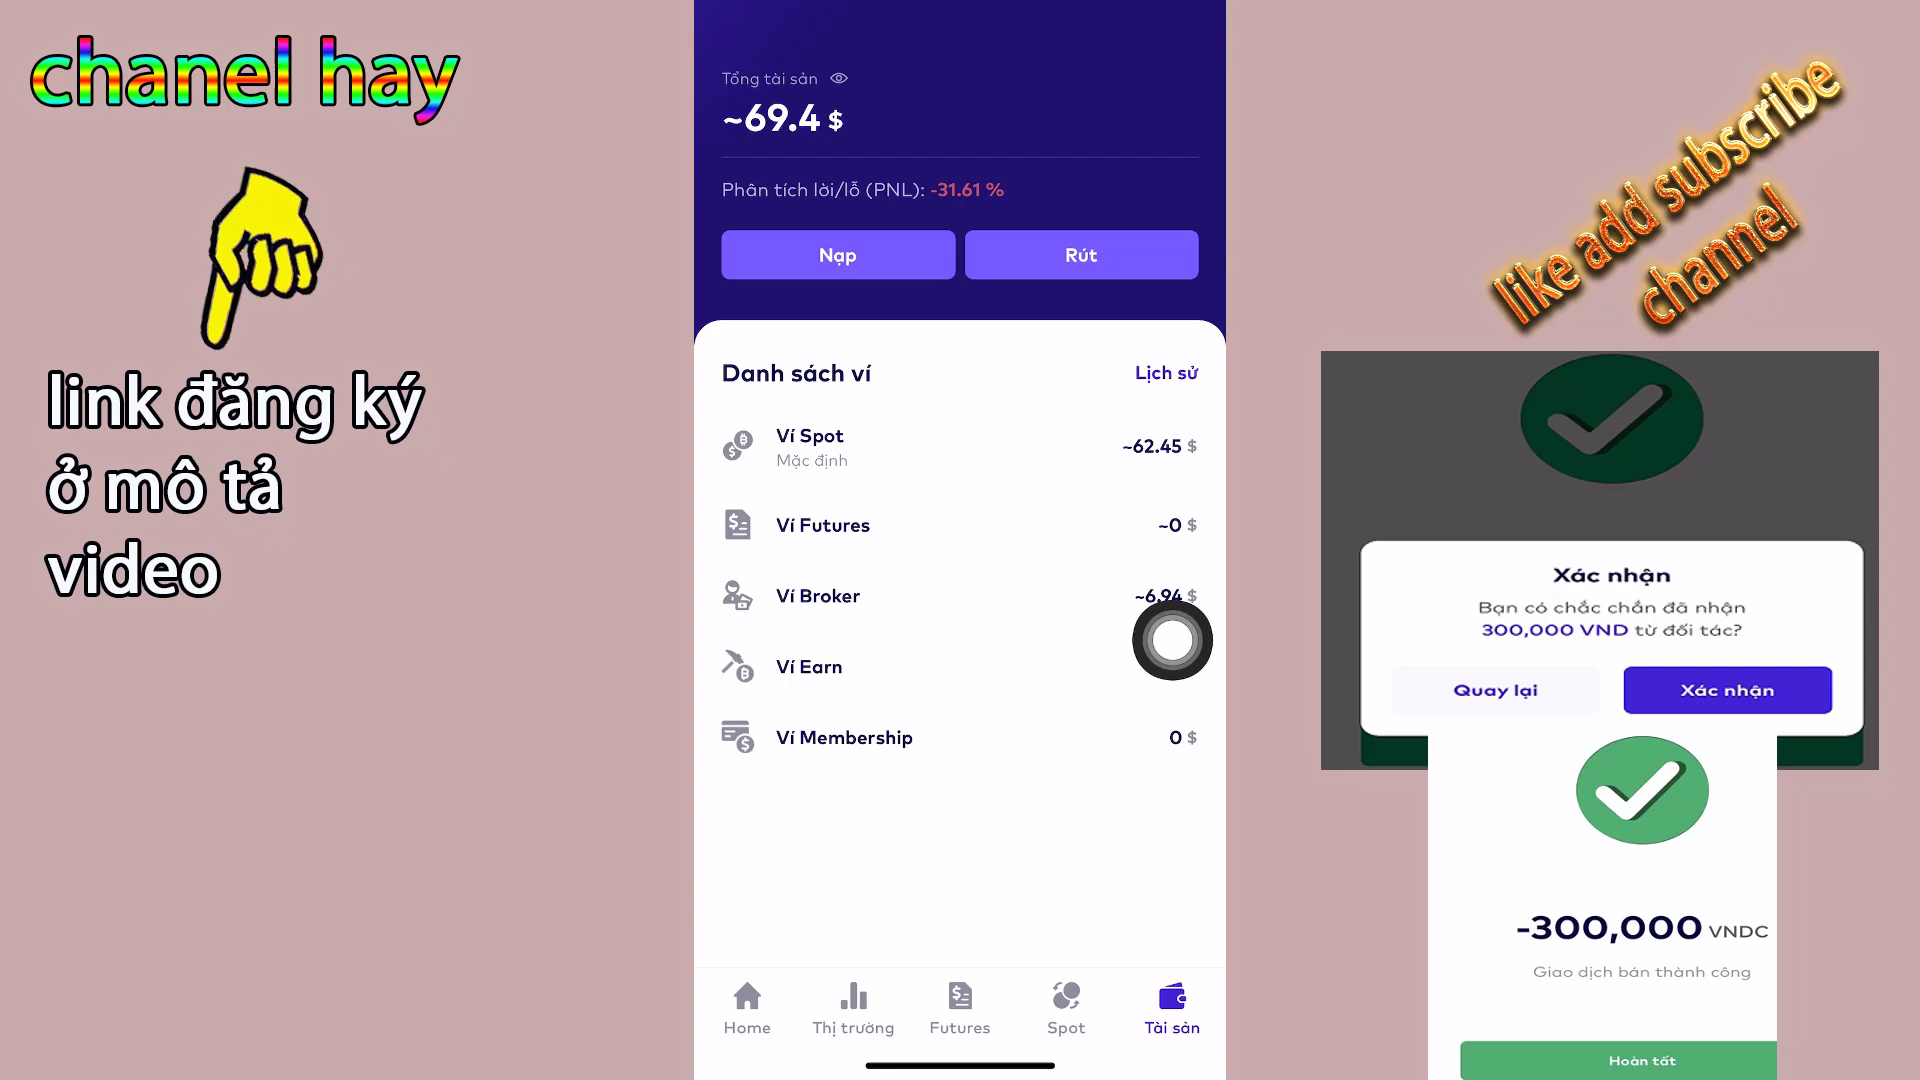 chanel hay
link đăng ký
ở mô tả
video
Tổng tài sản
~69.4 $
Phân tích lời/lỗ (PNL): -31.61 %
Nạp
Rút
Danh sách ví
Lịch sử
Ví Spot
Mặc định
~62.45 $
Ví Futures
~0 $
Ví Broker
~6.94 $
Ví Earn
Ví Membership
0 $
Home
Thị trường
Futures
Spot
Tài sản
like add subscribe
channel
Xác nhận
Bạn có chắc chắn đã nhận
300,000 VND từ đối tác?
Quay lại
Xác nhận
-300,000 VNDC
Giao dịch bán thành công
Hoàn tất